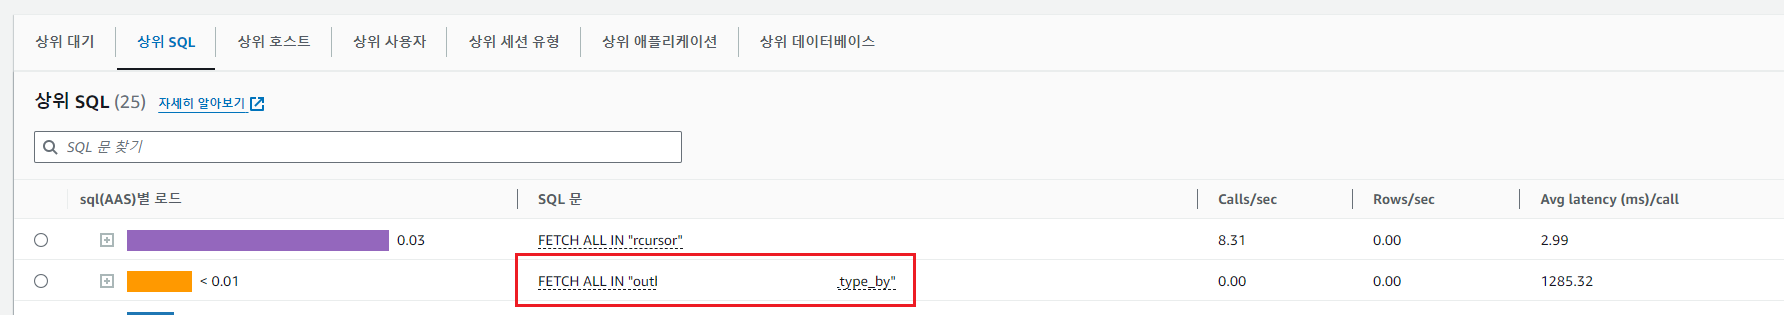 상위 대기 상위 SQL 상위 호스트 상위 사용자 상위 세션 유형 상위 애플리케이션 상위 데이터베이스
상위 SQL (25) 자세히 알아보기
SQL 문 찾기
sql(AAS)별 로드 SQL 문 Calls/sec Rows/sec Avg latency (ms)/call
0.03 FETCH ALL IN "rcursor" 8.31 0.00 2.99
< 0.01 FETCH ALL IN "outl type_by" 0.00 0.00 1285.32